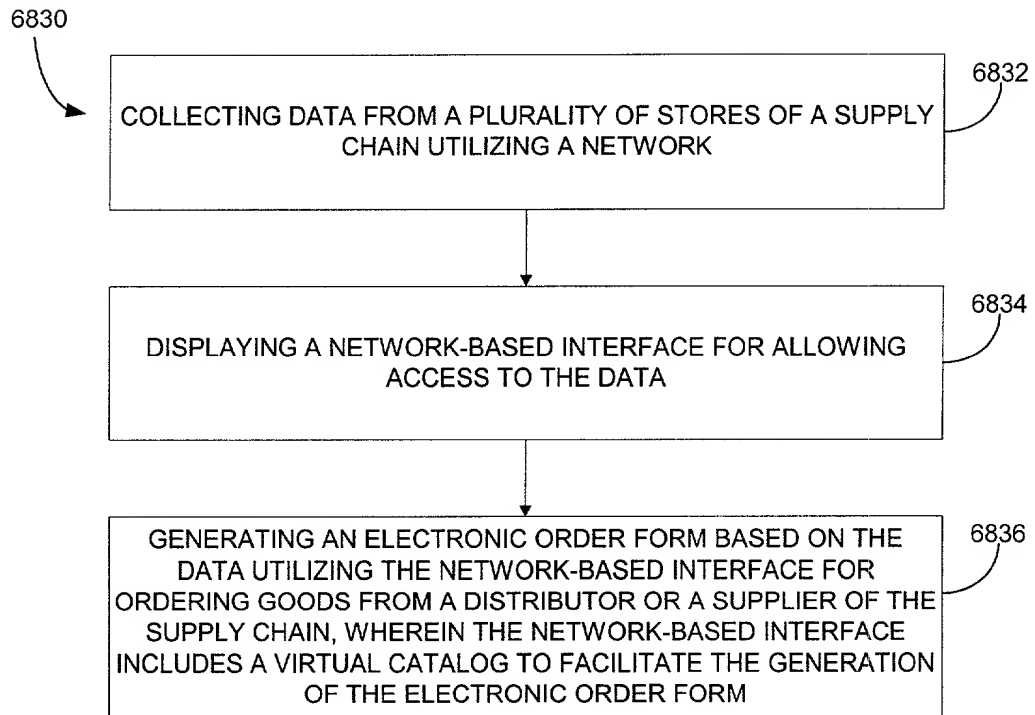 6830
6832
COLLECTING DATA FROM A PLURALITY OF STORES OF A SUPPLY
CHAIN UTILIZING A NETWORK
6834
DISPLAYING A NETWORK-BASED INTERFACE FOR ALLOWING
ACCESS TO THE DATA
6836
GENERATING AN ELECTRONIC ORDER FORM BASED ON THE
DATA UTILIZING THE NETWORK-BASED INTERFACE FOR
ORDERING GOODS FROM A DISTRIBUTOR OR A SUPPLIER OF THE
SUPPLY CHAIN, WHEREIN THE NETWORK-BASED INTERFACE
INCLUDES A VIRTUAL CATALOG TO FACILITATE THE GENERATION
OF THE ELECTRONIC ORDER FORM